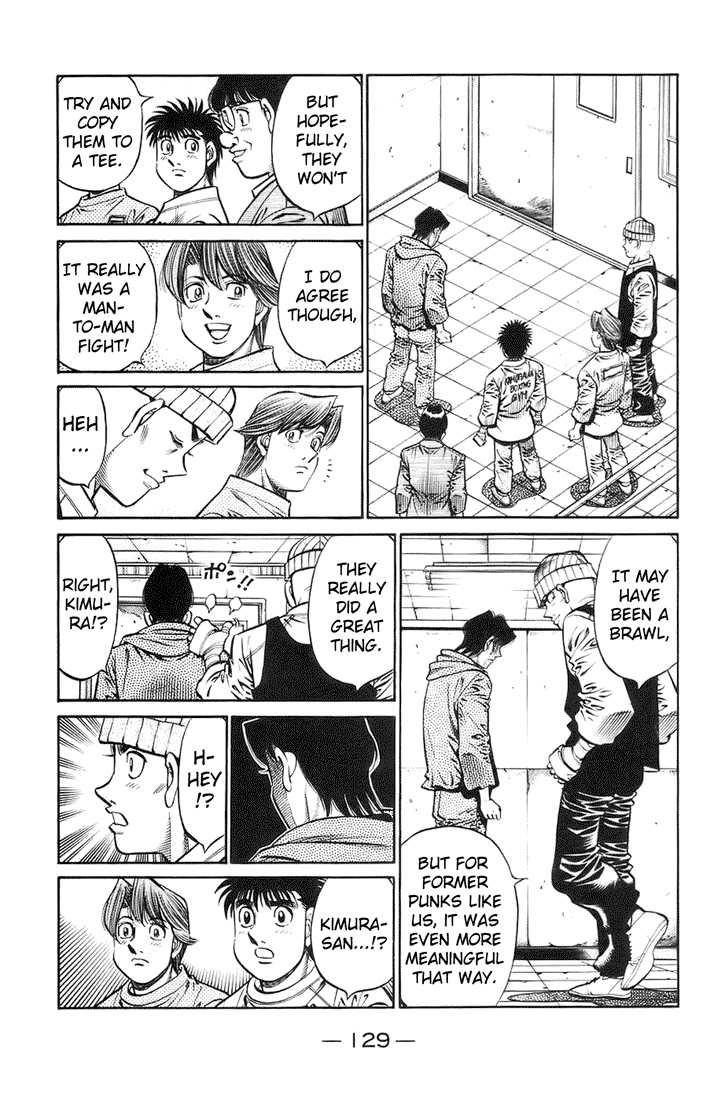 BUT
HOPE-
FULLY,
THEY
WON'T
TRY AND
COPY
THEM TO
A TEE.
I DO
AGREE
THOUGH,
IT REALLY
WAS A
MAN-
TO-MAN
FIGHT!
HEH
...
KAMOGAWA
BOXING
GYM
IT MAY
HAVE
BEEN A
BRAWL,
BUT FOR
FORMER
PUNKS LIKE
US, IT WAS
EVEN MORE
MEANINGFUL
THAT WAY.
THEY
REALLY
DID A
GREAT
THING.
ポン!!
RIGHT,
KIMU-
RA!?
H-
HEY
!?
KIMURA-
SAN...!?
— 129 —